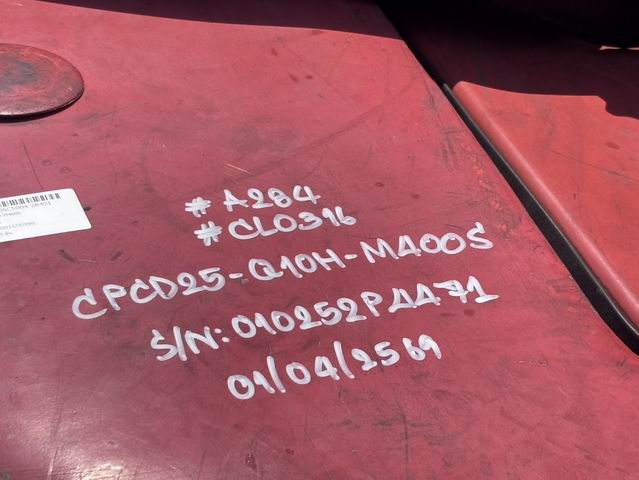 # A284
# CL0316
CPCD25-Q10H-M400S
S/N: 010252PAA71
01/04/2569